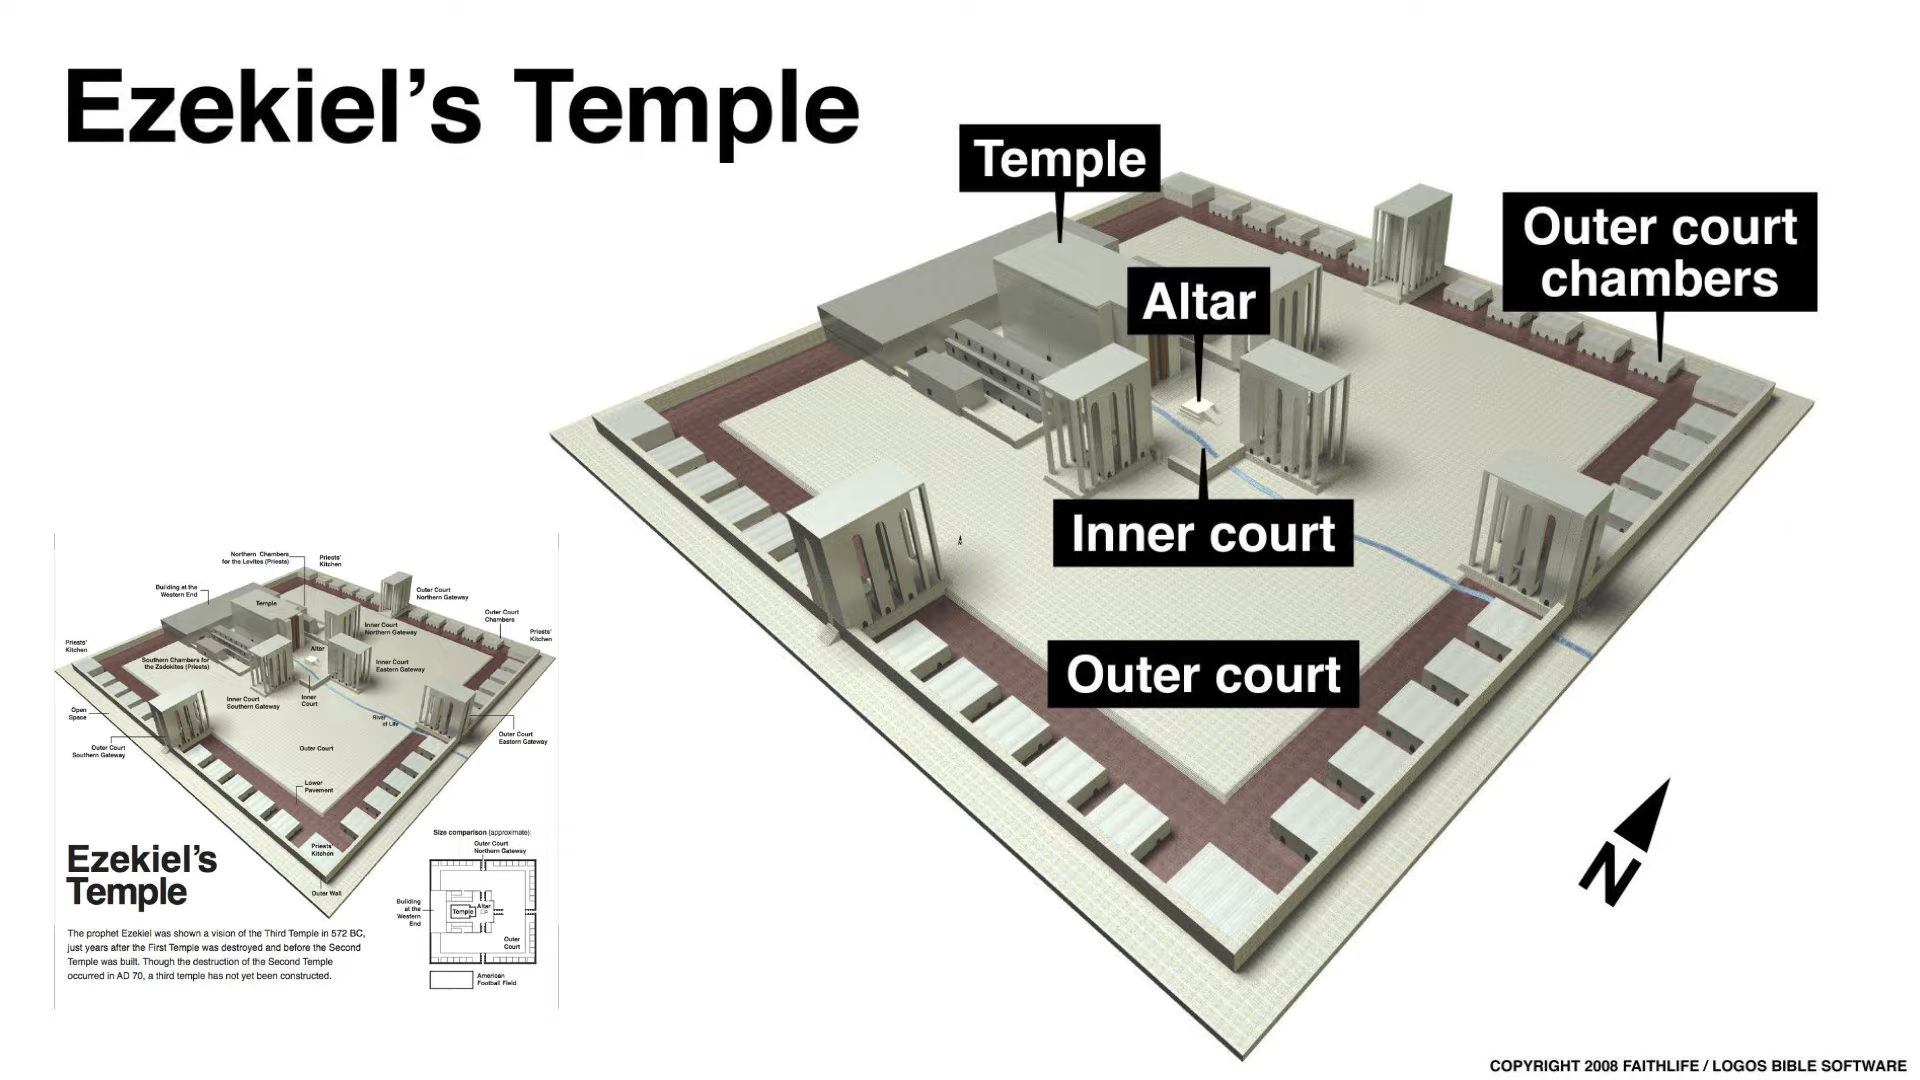 Ezekiel’s Temple
Temple
Outer court
chambers
Altar
Inner court
Outer court
N
Northern Chambers
for the Levites (Priests)
Priests’
Kitchen
Building at the
Western End
Temple
Outer Court
Northern Gateway
Outer Court
Chambers
Inner Court
Northern Gateway
Priests’
Kitchen
Priests’
Kitchen
Altar
Southern Chambers for
the Zadokites (Priests)
Inner Court
Eastern Gateway
Inner Court
Southern Gateway
Inner
Court
Open
Space
River
of Life
Outer Court
Eastern Gateway
Outer Court
Southern Gateway
Outer Court
Lower
Pavement
Priests’
Kitchen
Outer Wall
Ezekiel’s
Temple
The prophet Ezekiel was shown a vision of the Third Temple in 572 BC,
just years after the First Temple was destroyed and before the Second
Temple was built. Though the destruction of the Second Temple
occurred in AD 70, a third temple has not yet been constructed.
Size comparison (approximate):
Outer Court
Northern Gateway
Building
at the
Western
End
Temple
Altar
Outer
Court
American
Football Field
COPYRIGHT 2008 FAITHLIFE / LOGOS BIBLE SOFTWARE